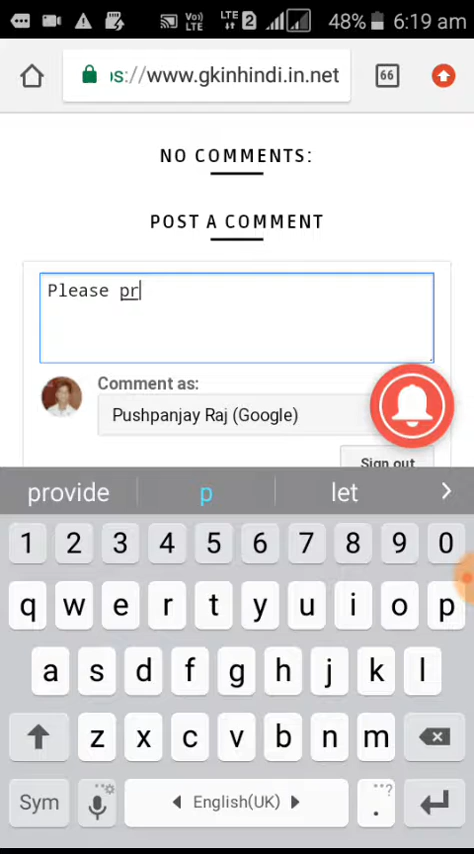 Vo) LTE LTE 2 48% 6:19 am
s://www.gkinhindi.in.net 66
NO COMMENTS:
POST A COMMENT
Please pr
Comment as:
Pushpanjay Raj (Google)
Sign out
provide p let
1 2 3 4 5 6 7 8 9 0
q w e r t y u i o p
a s d f g h j k l
z x c v b n m
Sym English(UK) . ?